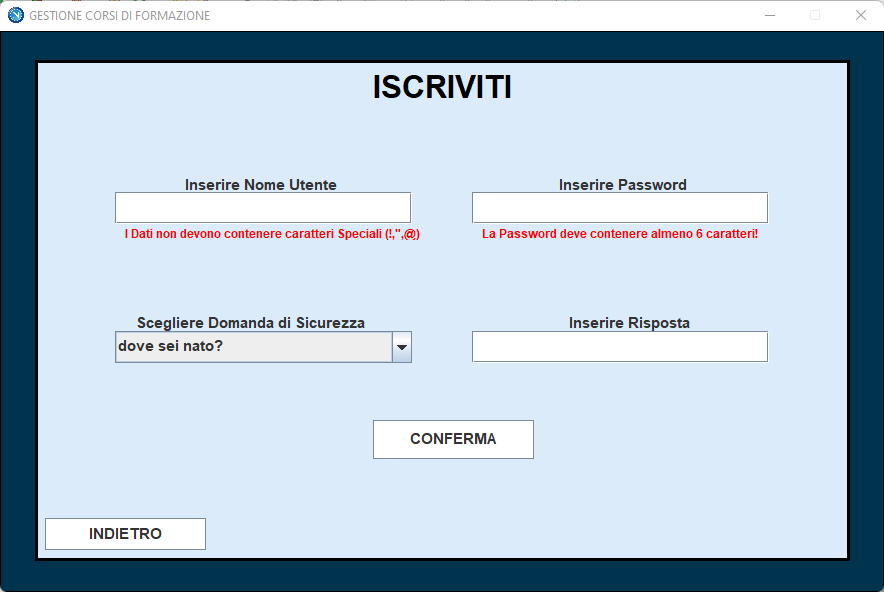 GESTIONE CORSI DI FORMAZIONE
ISCRIVITI
Inserire Nome Utente
Inserire Password
I Dati non devono contenere caratteri Speciali (!,",@)
La Password deve contenere almeno 6 caratteri!
Scegliere Domanda di Sicurezza
Inserire Risposta
dove sei nato?
CONFERMA
INDIETRO